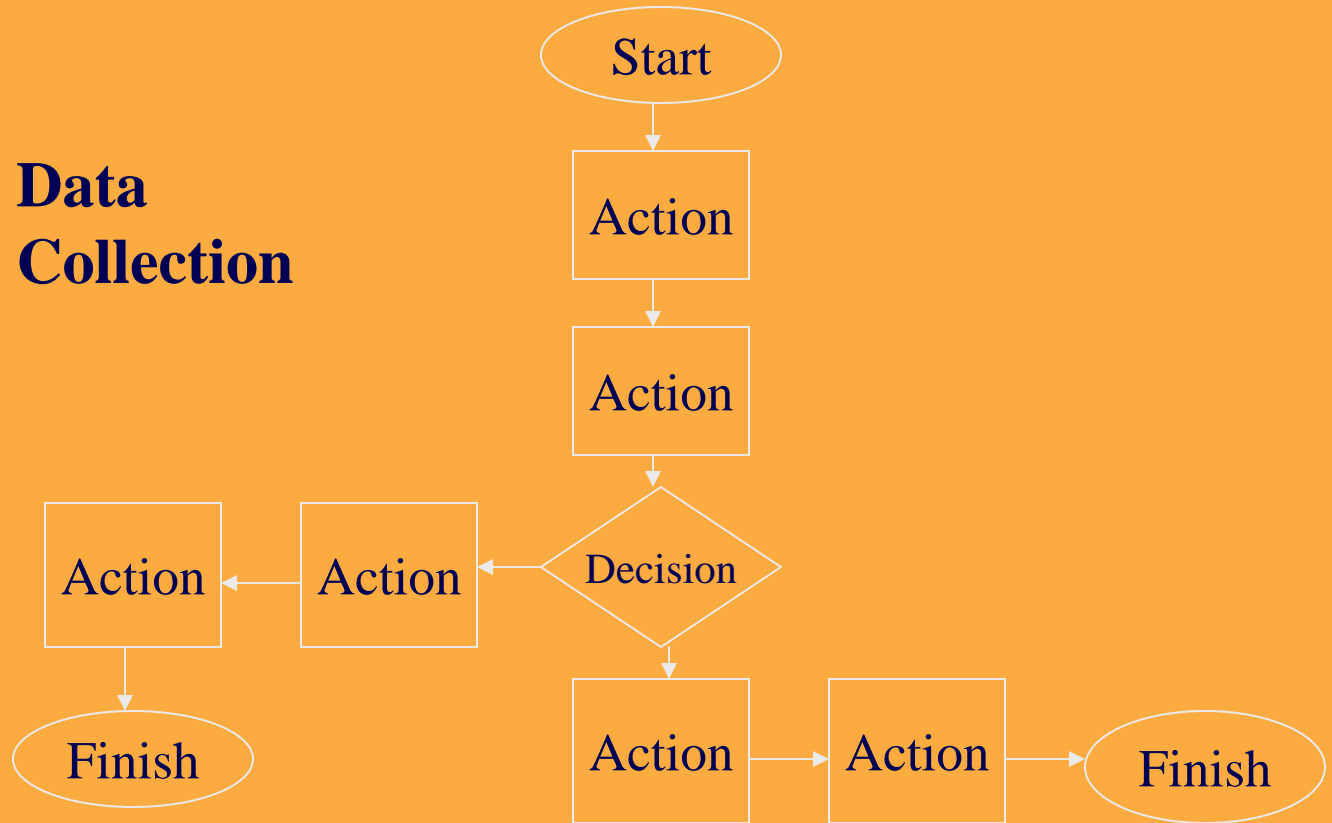 Start
Data
Collection
Action
Action
Action
Action
Decision
Finish
Action
Action
Finish